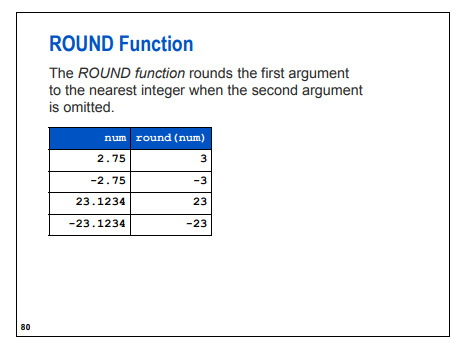 ROUND Function
The ROUND function rounds the first argument
to the nearest integer when the second argument
is omitted.
num round(num)
2.75 3
-2.75 -3
23.1234 23
-23.1234 -23
80